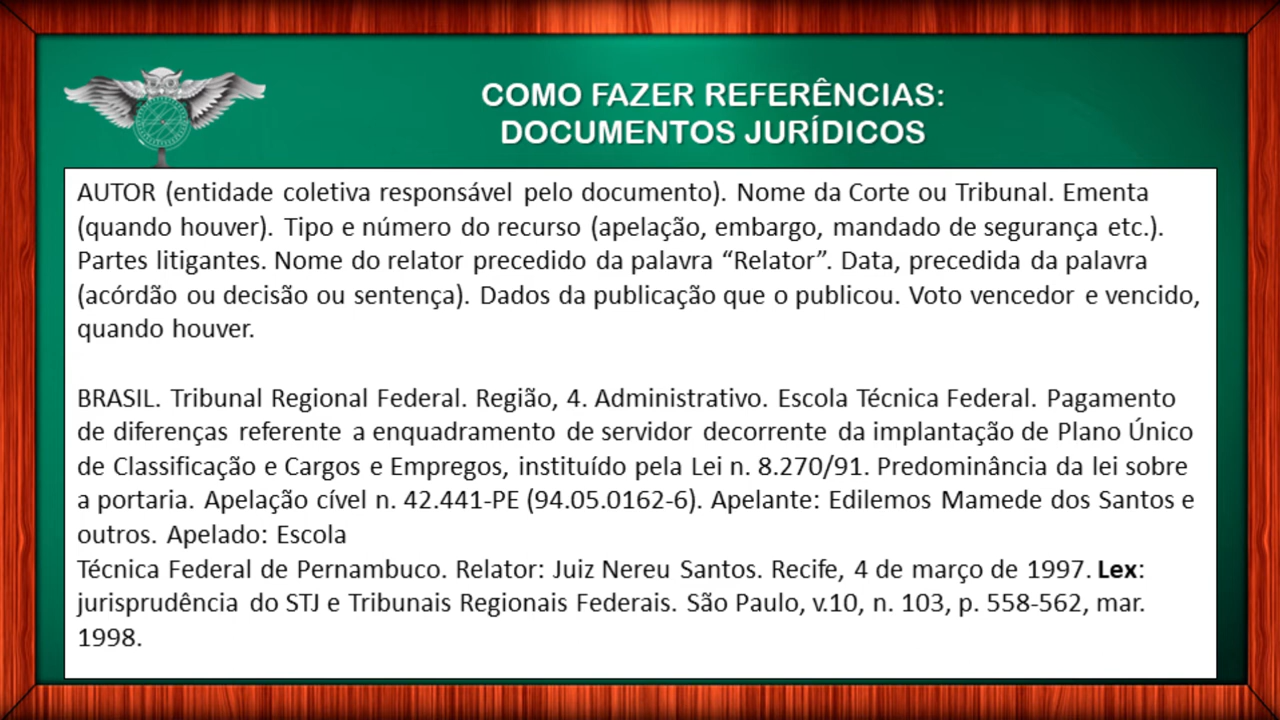 COMO FAZER REFERÊNCIAS:
DOCUMENTOS JURÍDICOS
AUTOR (entidade coletiva responsável pelo documento). Nome da Corte ou Tribunal. Ementa
(quando houver). Tipo e número do recurso (apelação, embargo, mandado de segurança etc.).
Partes litigantes. Nome do relator precedido da palavra “Relator”. Data, precedida da palavra
(acórdão ou decisão ou sentença). Dados da publicação que o publicou. Voto vencedor e vencido,
quando houver.
BRASIL. Tribunal Regional Federal. Região, 4. Administrativo. Escola Técnica Federal. Pagamento
de diferenças referente a enquadramento de servidor decorrente da implantação de Plano Único
de Classificação e Cargos e Empregos, instituído pela Lei n. 8.270/91. Predominância da lei sobre
a portaria. Apelação cível n. 42.441-PE (94.05.0162-6). Apelante: Edilemos Mamede dos Santos e
outros. Apelado: Escola
Técnica Federal de Pernambuco. Relator: Juiz Nereu Santos. Recife, 4 de março de 1997. Lex:
jurisprudência do STJ e Tribunais Regionais Federais. São Paulo, v.10, n. 103, p. 558-562, mar.
1998.